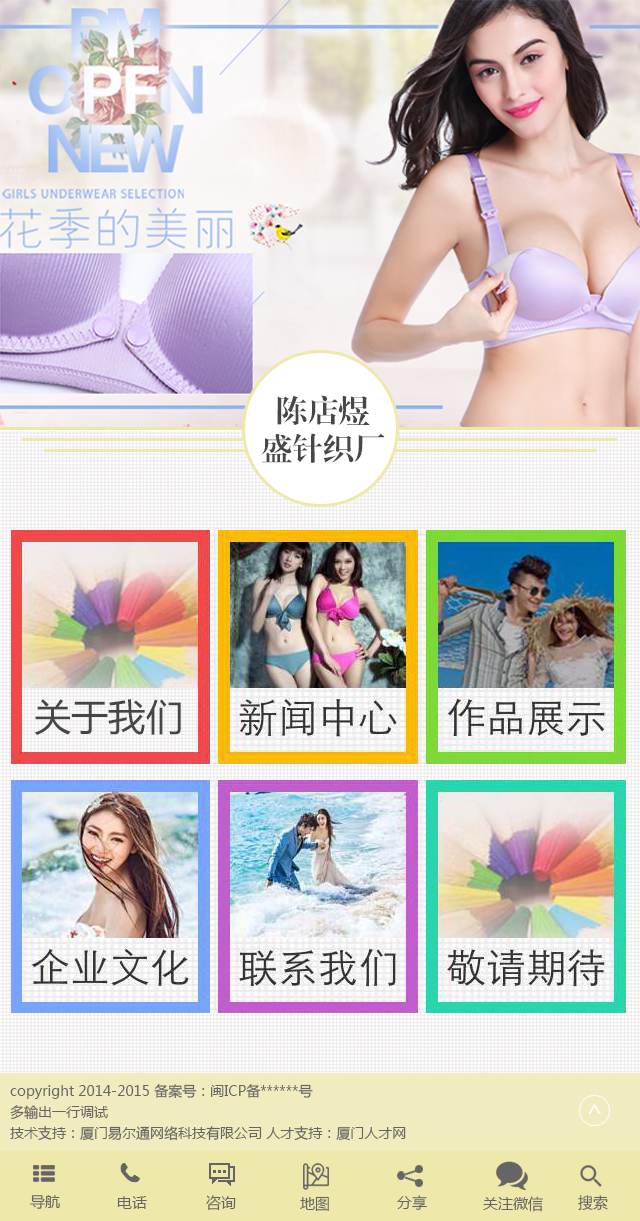 PM
OPEN
NEW
GIRLS UNDERWEAR SELECTION
花季的美丽
陈店煜
盛针织厂
关于我们 新闻中心 作品展示
企业文化 联系我们 敬请期待
copyright 2014-2015 备案号：闽ICP备******号
多输出一行调试
技术支持：厦门易尔通网络科技有限公司 人才支持：厦门人才网
导航 电话 咨询 地图 分享 关注微信 搜索